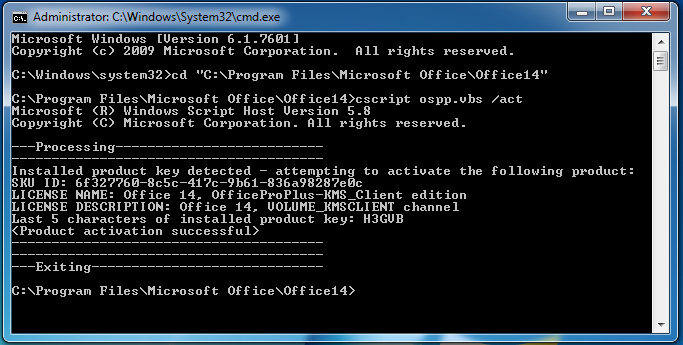 Administrator: C:\Windows\System32\cmd.exe
Microsoft Windows [Version 6.1.7601]
Copyright (c) 2009 Microsoft Corporation.  All rights reserved.
C:\Windows\system32>cd "C:\Program Files\Microsoft Office\Office14"
C:\Program Files\Microsoft Office\Office14>cscript ospp.vbs /act
Microsoft (R) Windows Script Host Version 5.8
Copyright (C) Microsoft Corporation. All rights reserved.
---Processing--------------------------
---------------------------------------
Installed product key detected - attempting to activate the following product:
SKU ID: 6f327760-8c5c-417c-9b61-836a98287e0c
LICENSE NAME: Office 14, OfficeProPlus-KMS_Client edition
LICENSE DESCRIPTION: Office 14, VOLUME_KMSCLIENT channel
Last 5 characters of installed product key: H3GVB
<Product activation successful>
---------------------------------------
---------------------------------------
---Exiting-----------------------------
C:\Program Files\Microsoft Office\Office14>